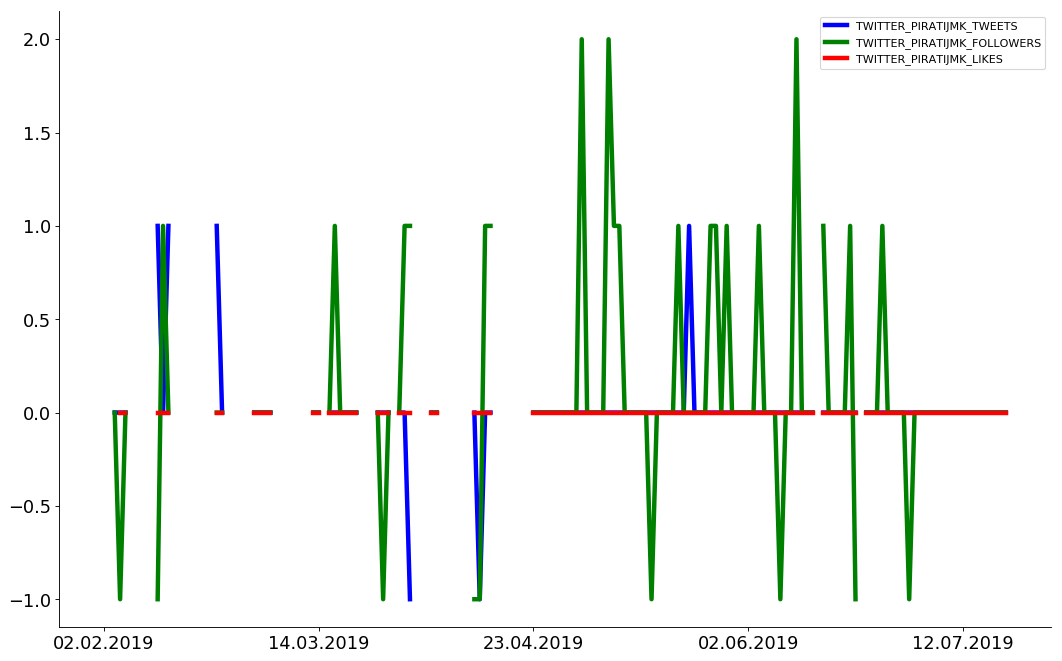 TWITTER_PIRATIJMK_TWEETS
TWITTER_PIRATIJMK_FOLLOWERS
TWITTER_PIRATIJMK_LIKES
2.0
1.5
1.0
0.5
0.0
−0.5
−1.0
02.02.2019 14.03.2019 23.04.2019 02.06.2019 12.07.2019